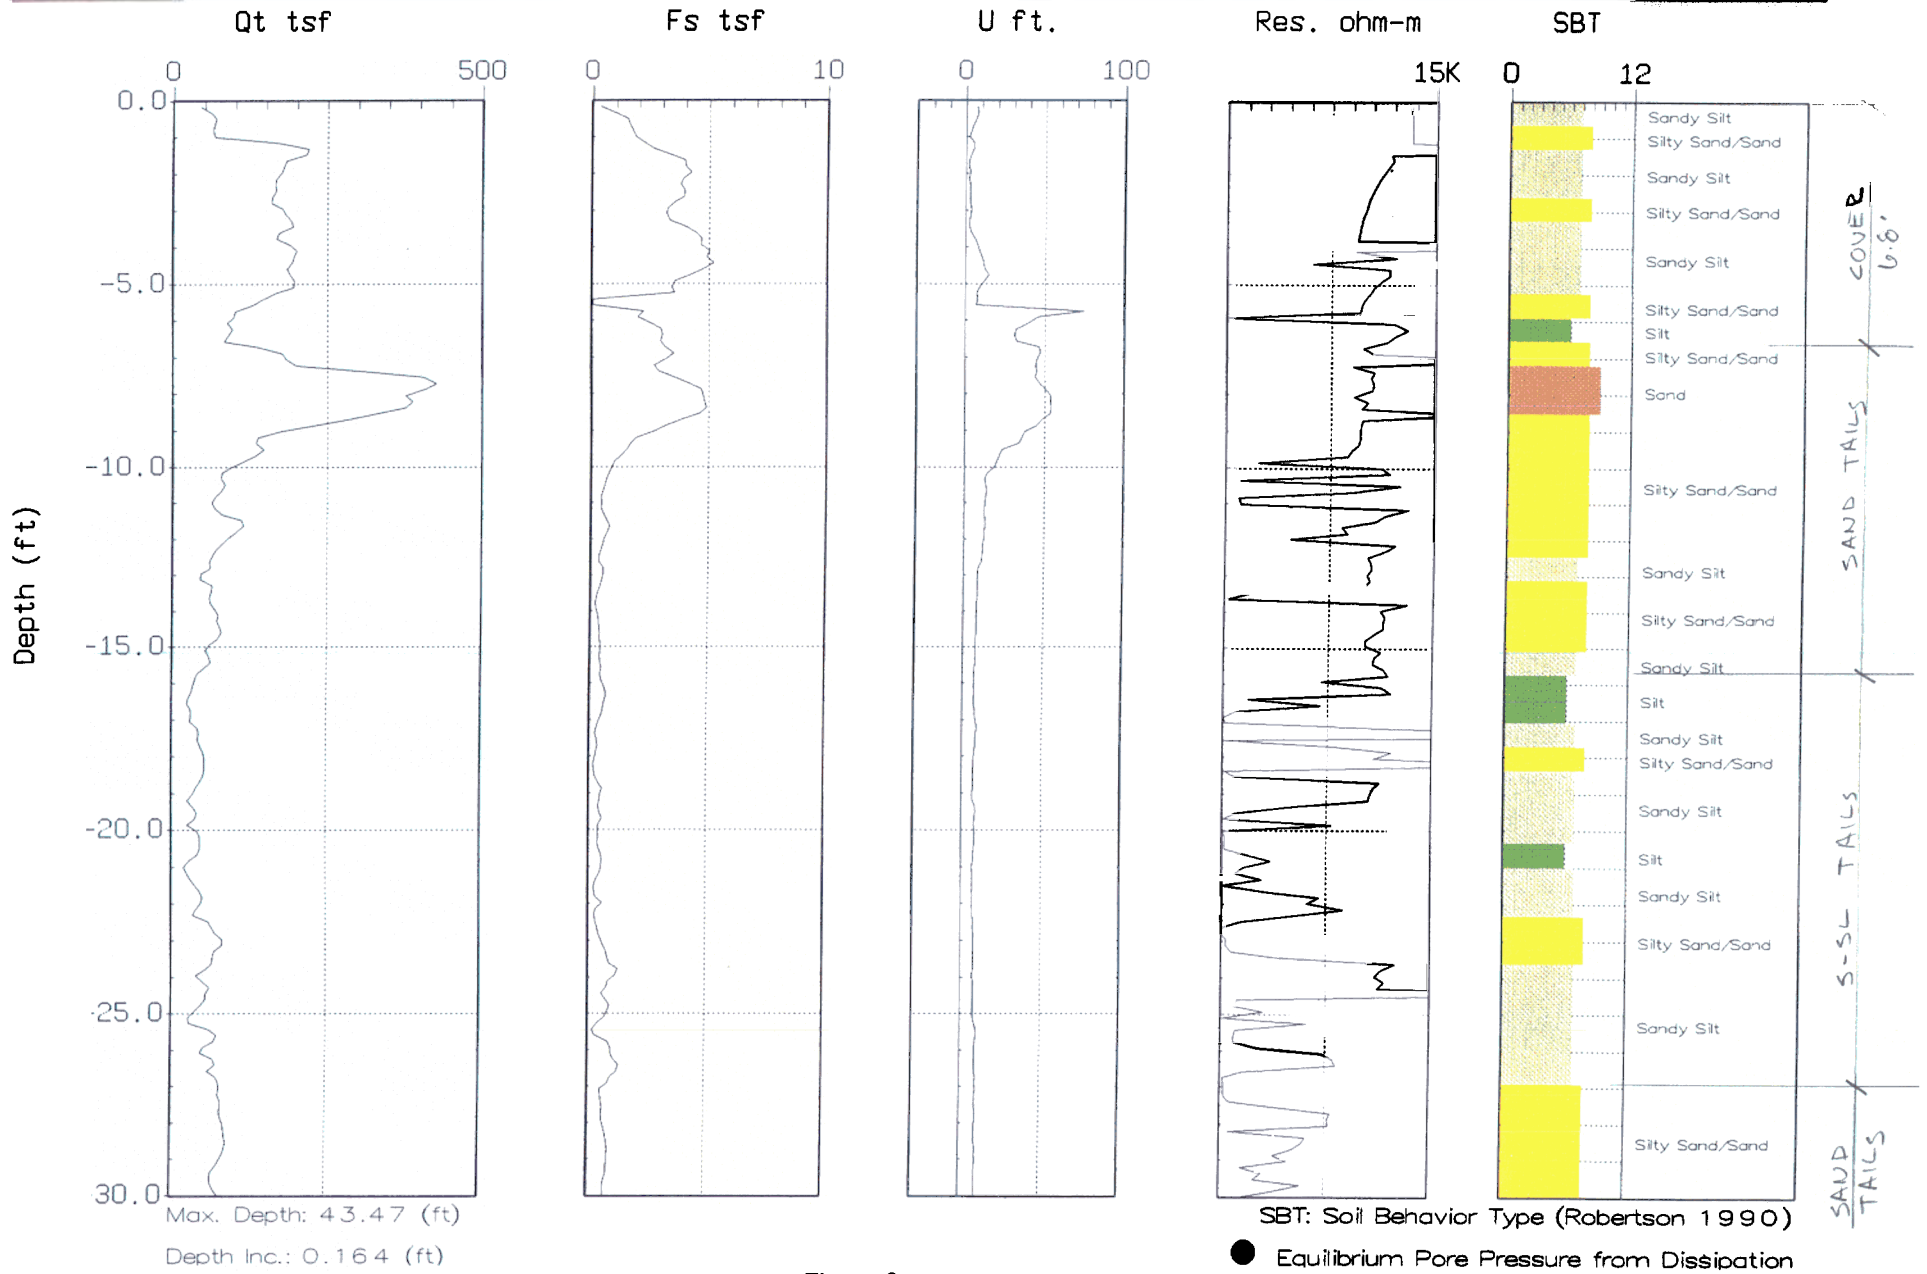 Qt tsf
Fs tsf
U ft.
Res. ohm-m
SBT
0 500
0 10
0 100
15K
0 12
Depth (ft)
0.0
-5.0
-10.0
-15.0
-20.0
-25.0
30.0
Sandy Silt
Silty Sand/Sand
Sandy Silt
Silty Sand/Sand
Sandy Silt
Silty Sand/Sand
Silt
Silty Sand/Sand
Sand
Silty Sand/Sand
Sandy Silt
Silty Sand/Sand
Sandy Silt
Silt
Sandy Silt
Silty Sand/Sand
Sandy Silt
Silt
Sandy Silt
Silty Sand/Sand
Sandy Silt
Silty Sand/Sand
COVER
6.8'
SAND TAILS
S-SL TAILS
SAND
TAILS
Max. Depth: 43.47 (ft)
Depth Inc.: 0.164 (ft)
SBT: Soil Behavior Type (Robertson 1990)
Equilibrium Pore Pressure from Dissipation